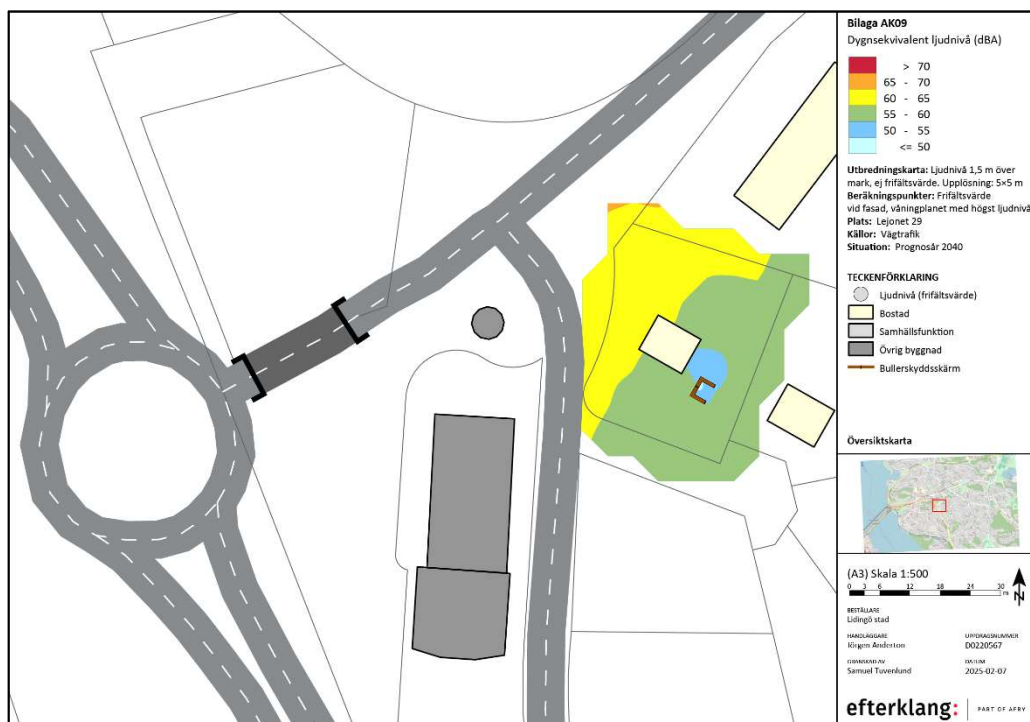 Bilaga AK09
Dygnsekvivalent ljudnivå (dBA)
> 70
65 - 70
60 - 65
55 - 60
50 - 55
<= 50
Utbredningskarta: Ljudnivå 1,5 m över
mark, ej frifältsvärde. Upplösning: 5×5 m
Beräkningspunkter: Frifältsvärde
vid fasad, våningplanet med högst ljudnivå
Plats: Lejonet 29
Källor: Vägtrafik
Situation: Prognosår 2040
TECKENFÖRKLARING
Ljudnivå (frifältsvärde)
Bostad
Samhällsfunktion
Övrig byggnad
Bullerskyddsskärm
Översiktskarta
(A3) Skala 1:500
0 3 6 12 18 24 30
m
N
BESTÄLLARE
Lidingö stad
HANDLÄGGARE UPPDRAGSNUMMER
Jörgen Anderton D0220567
GRANSKAD AV DATUM
Samuel Tuvenlund 2025-02-07
efterklang: PART OF AFRY